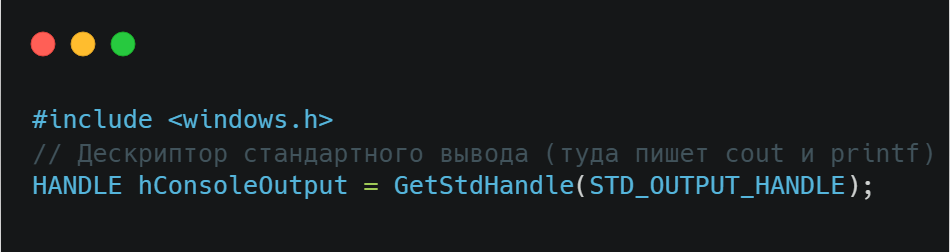 #include <windows.h>
// Дескриптор стандартного вывода (туда пишет cout и printf)
HANDLE hConsoleOutput = GetStdHandle(STD_OUTPUT_HANDLE);